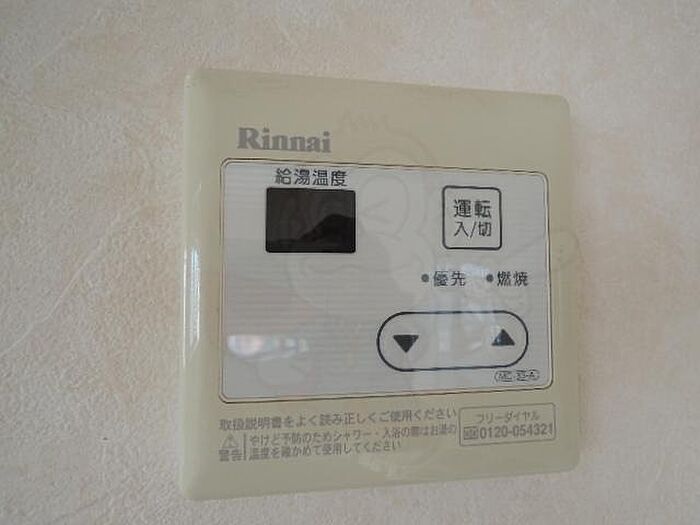 Rinnai
給湯温度
運転
入/切
優先 燃焼
▼ ▲
MC-33-A
取扱説明書をよく読み正しくご使用ください
警告 やけど予防のためシャワー・入浴の際はお湯の
温度を確かめて使用してください
フリーダイヤル
0120-054321